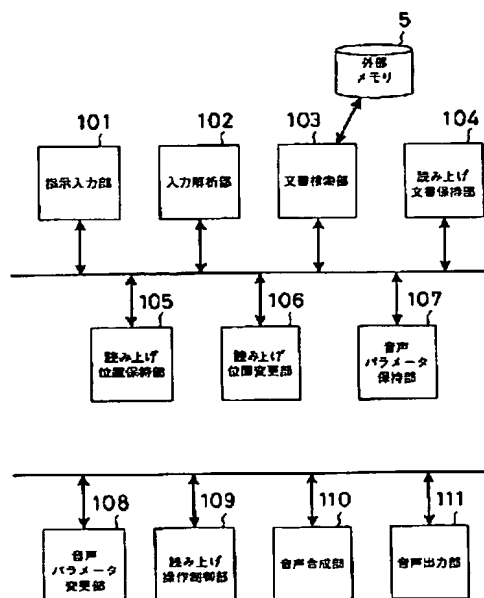 5
外部
メモリ
101
102
103
104
指示入力部
入力解析部
文書検索部
読み上げ
文書保持部
105
106
107
読み上げ
位置保持部
読み上げ
位置変更部
音声
パラメータ
保持部
108
109
110
111
音声
パラメータ
変更部
読み上げ
操作制御部
音声合成部
音声出力部